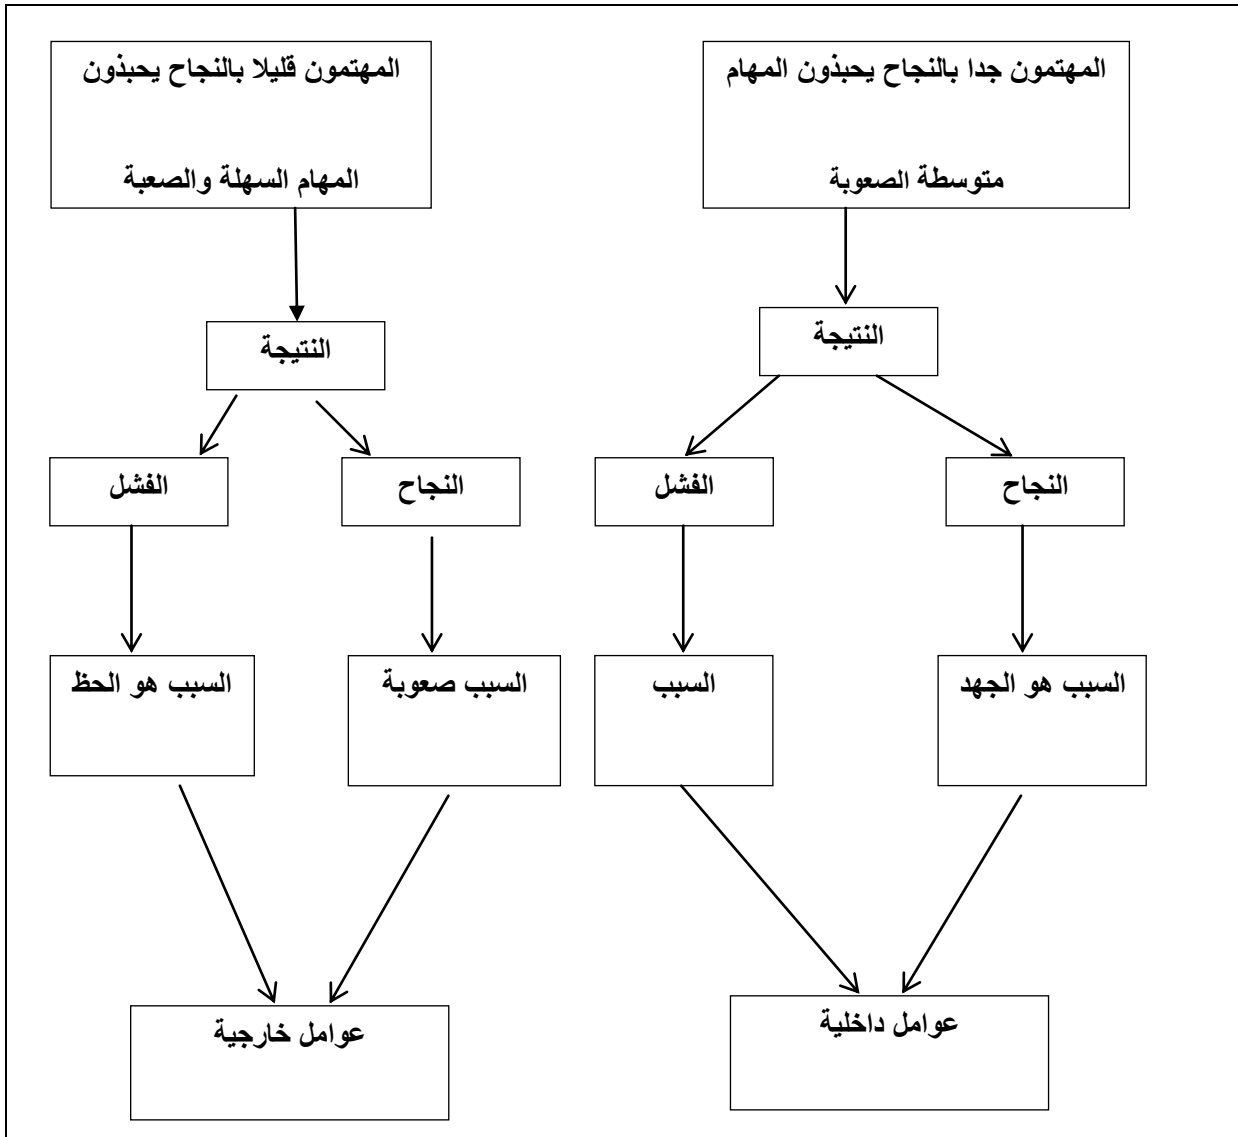 المهتمون جدا بالنجاح يحبذون المهام
متوسطة الصعوبة
المهتمون قليلا بالنجاح يحبذون
المهام السهلة والصعبة
النتيجة
النتيجة
النجاح
الفشل
النجاح
الفشل
السبب هو الجهد
السبب
السبب صعوبة
السبب هو الحظ
عوامل داخلية
عوامل خارجية